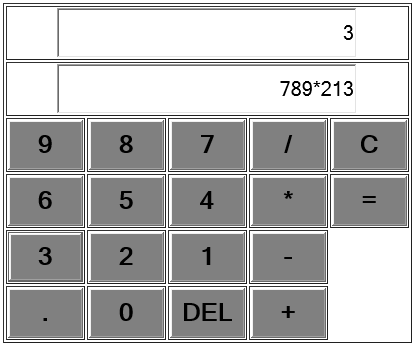 3
789*213
9 8 7 / C
6 5 4 * =
3 2 1 -
. 0 DEL +